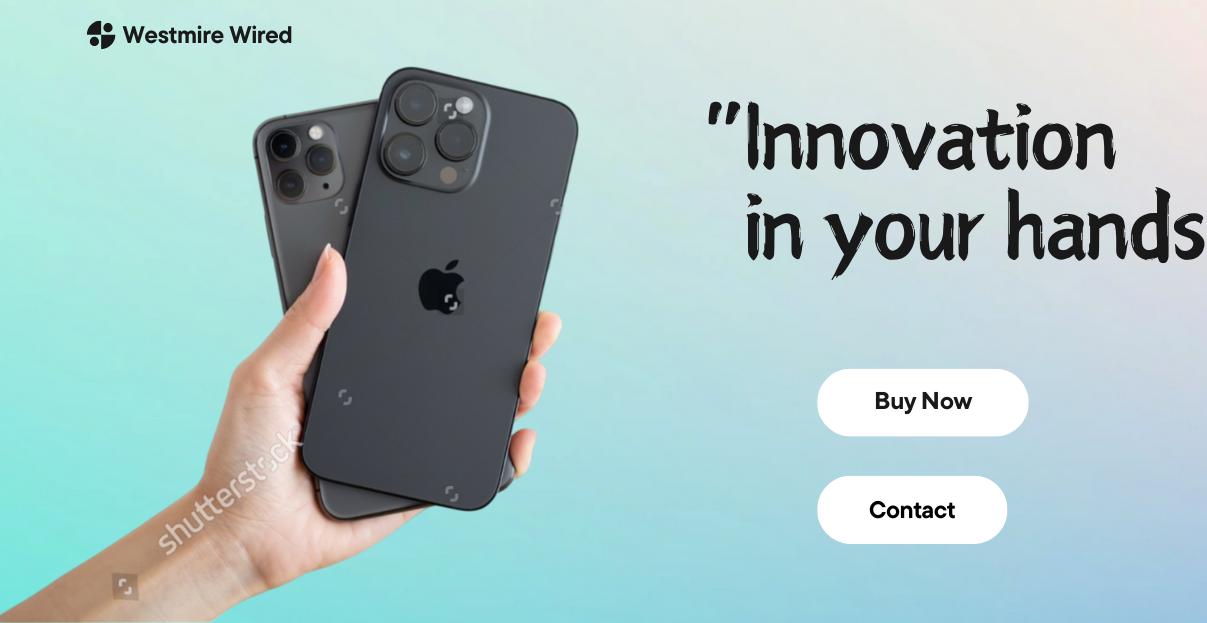 Westmire Wired
"Innovation
in your hands
Buy Now
Contact
shutterstock